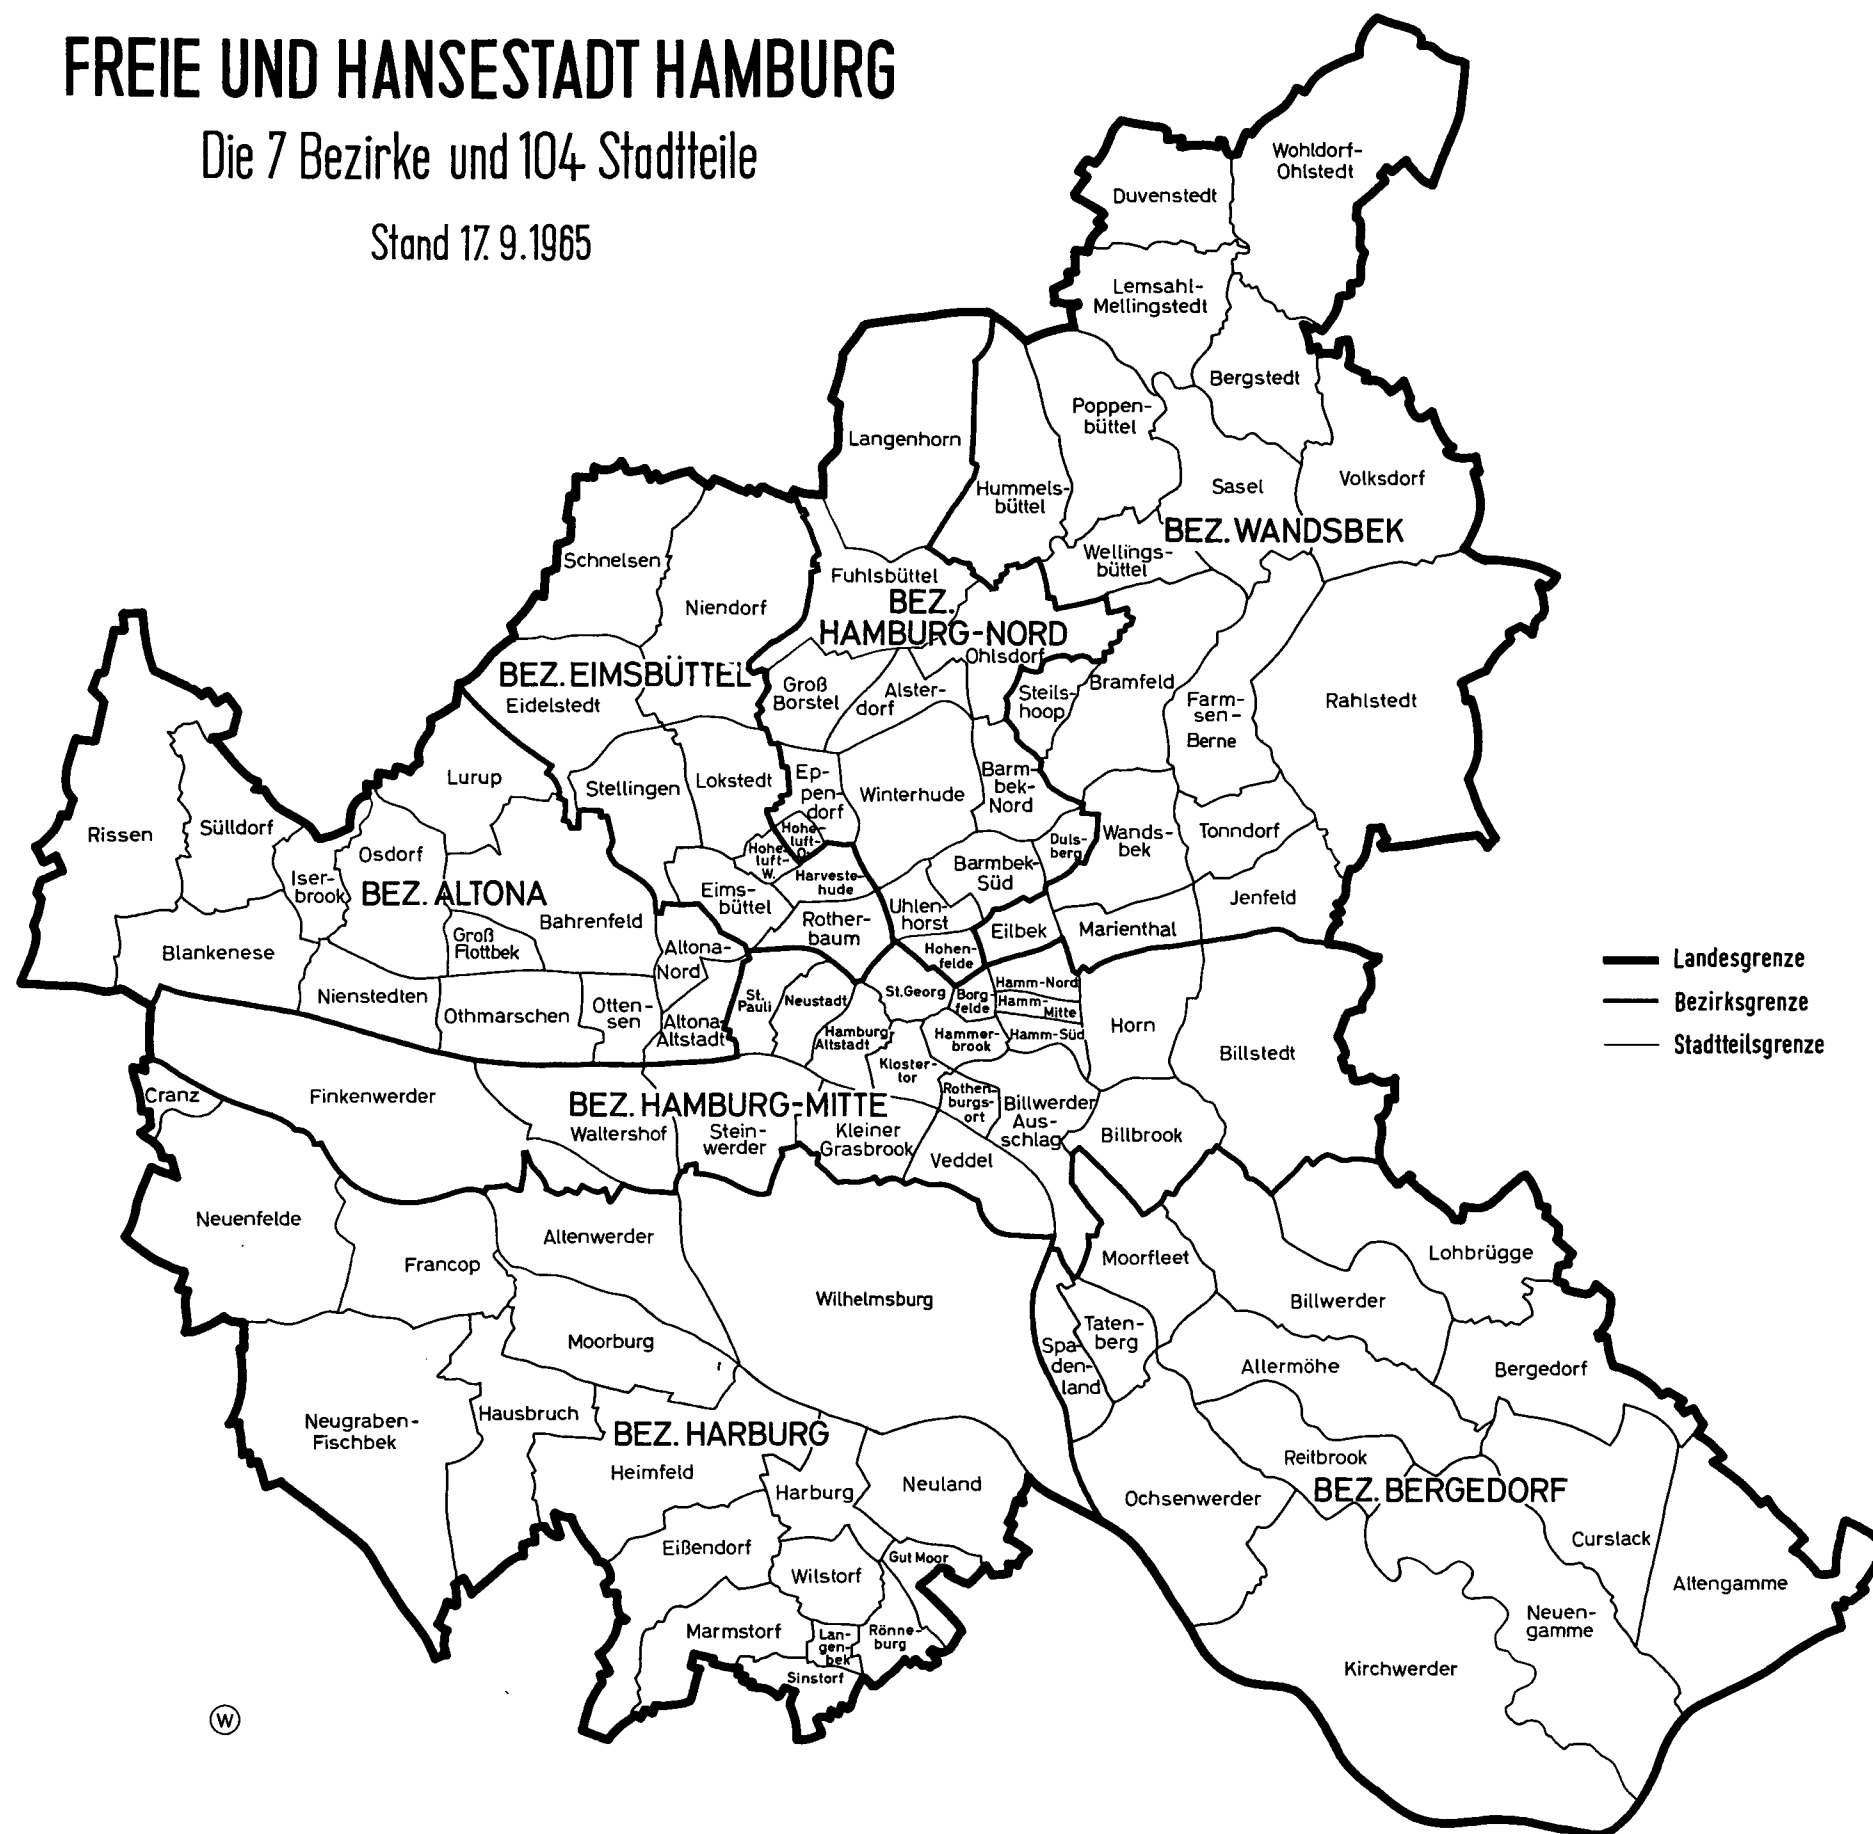 FREIE UND HANSESTADT HAMBURG
Die 7 Bezirke und 104 Stadtteile
Stand 17.9.1965
Wohldorf-
Ohlstedt
Duvenstedt
Lemsahl-
Mellingstedt
Bergstedt
Poppen-
büttel
Langenhorn
Hummels-
büttel
Sasel
Volksdorf
BEZ. WANDSBEK
Wellings-
büttel
Schnelsen
Niendorf
Fuhlsbüttel
BEZ.
HAMBURG-NORD
Ohlsdorf
BEZ. EIMSBÜTTEL
Eidelstedt
Groß
Borstel
Alster-
dorf
Steils-
hoop
Bramfeld
Farm-
sen-
Berne
Rahlstedt
Lurup
Stellingen
Lokstedt
Ep-
pen-
dorf
Winterhude
Barm-
bek-
Nord
Rissen
Sülldorf
Osdorf
Iser-
brook
BEZ. ALTONA
Bahrenfeld
Groß
Flottbek
Blankenese
Nienstedten
Othmarschen
Otten-
sen
Altona-
Nord
Altona-
Altstadt
Hohe-
luft-
O.
Hohe-
luft-
W.
Harveste-
hude
Eims-
büttel
Rother-
baum
Uhlen-
horst
Barmbek-
Süd
Duls-
berg
Wands-
bek
Tonndorf
Jenfeld
Marienthal
Eilbek
Hohen-
felde
St.
Pauli
Neustadt
Hamburg
Altstadt
St.Georg
Borg-
felde
Hamm-Nord
Hamm-
Mitte
Hamm-Süd
Hammer-
brook
Kloster-
tor
Horn
Billstedt
Landesgrenze
Bezirksgrenze
Stadtteilsgrenze
Cranz
Finkenwerder
BEZ. HAMBURG-MITTE
Waltershof
Stein-
werder
Kleiner
Grasbrook
Rothen-
burgs-
ort
Billwerder
Aus-
schlag
Billbrook
Veddel
Neuenfelde
Francop
Altenwerder
Moorburg
Wilhelmsburg
Moorfleet
Lohbrügge
Billwerder
Taten-
berg
Spa-
den-
land
Allermöhe
Bergedorf
Neugraben-
Fischbek
Hausbruch
BEZ. HARBURG
Heimfeld
Harburg
Neuland
Reitbrook
BEZ. BERGEDORF
Ochsenwerder
Curslack
Altengamme
Eißendorf
Wilstorf
Gut Moor
Marmstorf
Lan-
gen-
bek
Rönne-
burg
Sinstorf
Neuen-
gamme
Kirchwerder
W